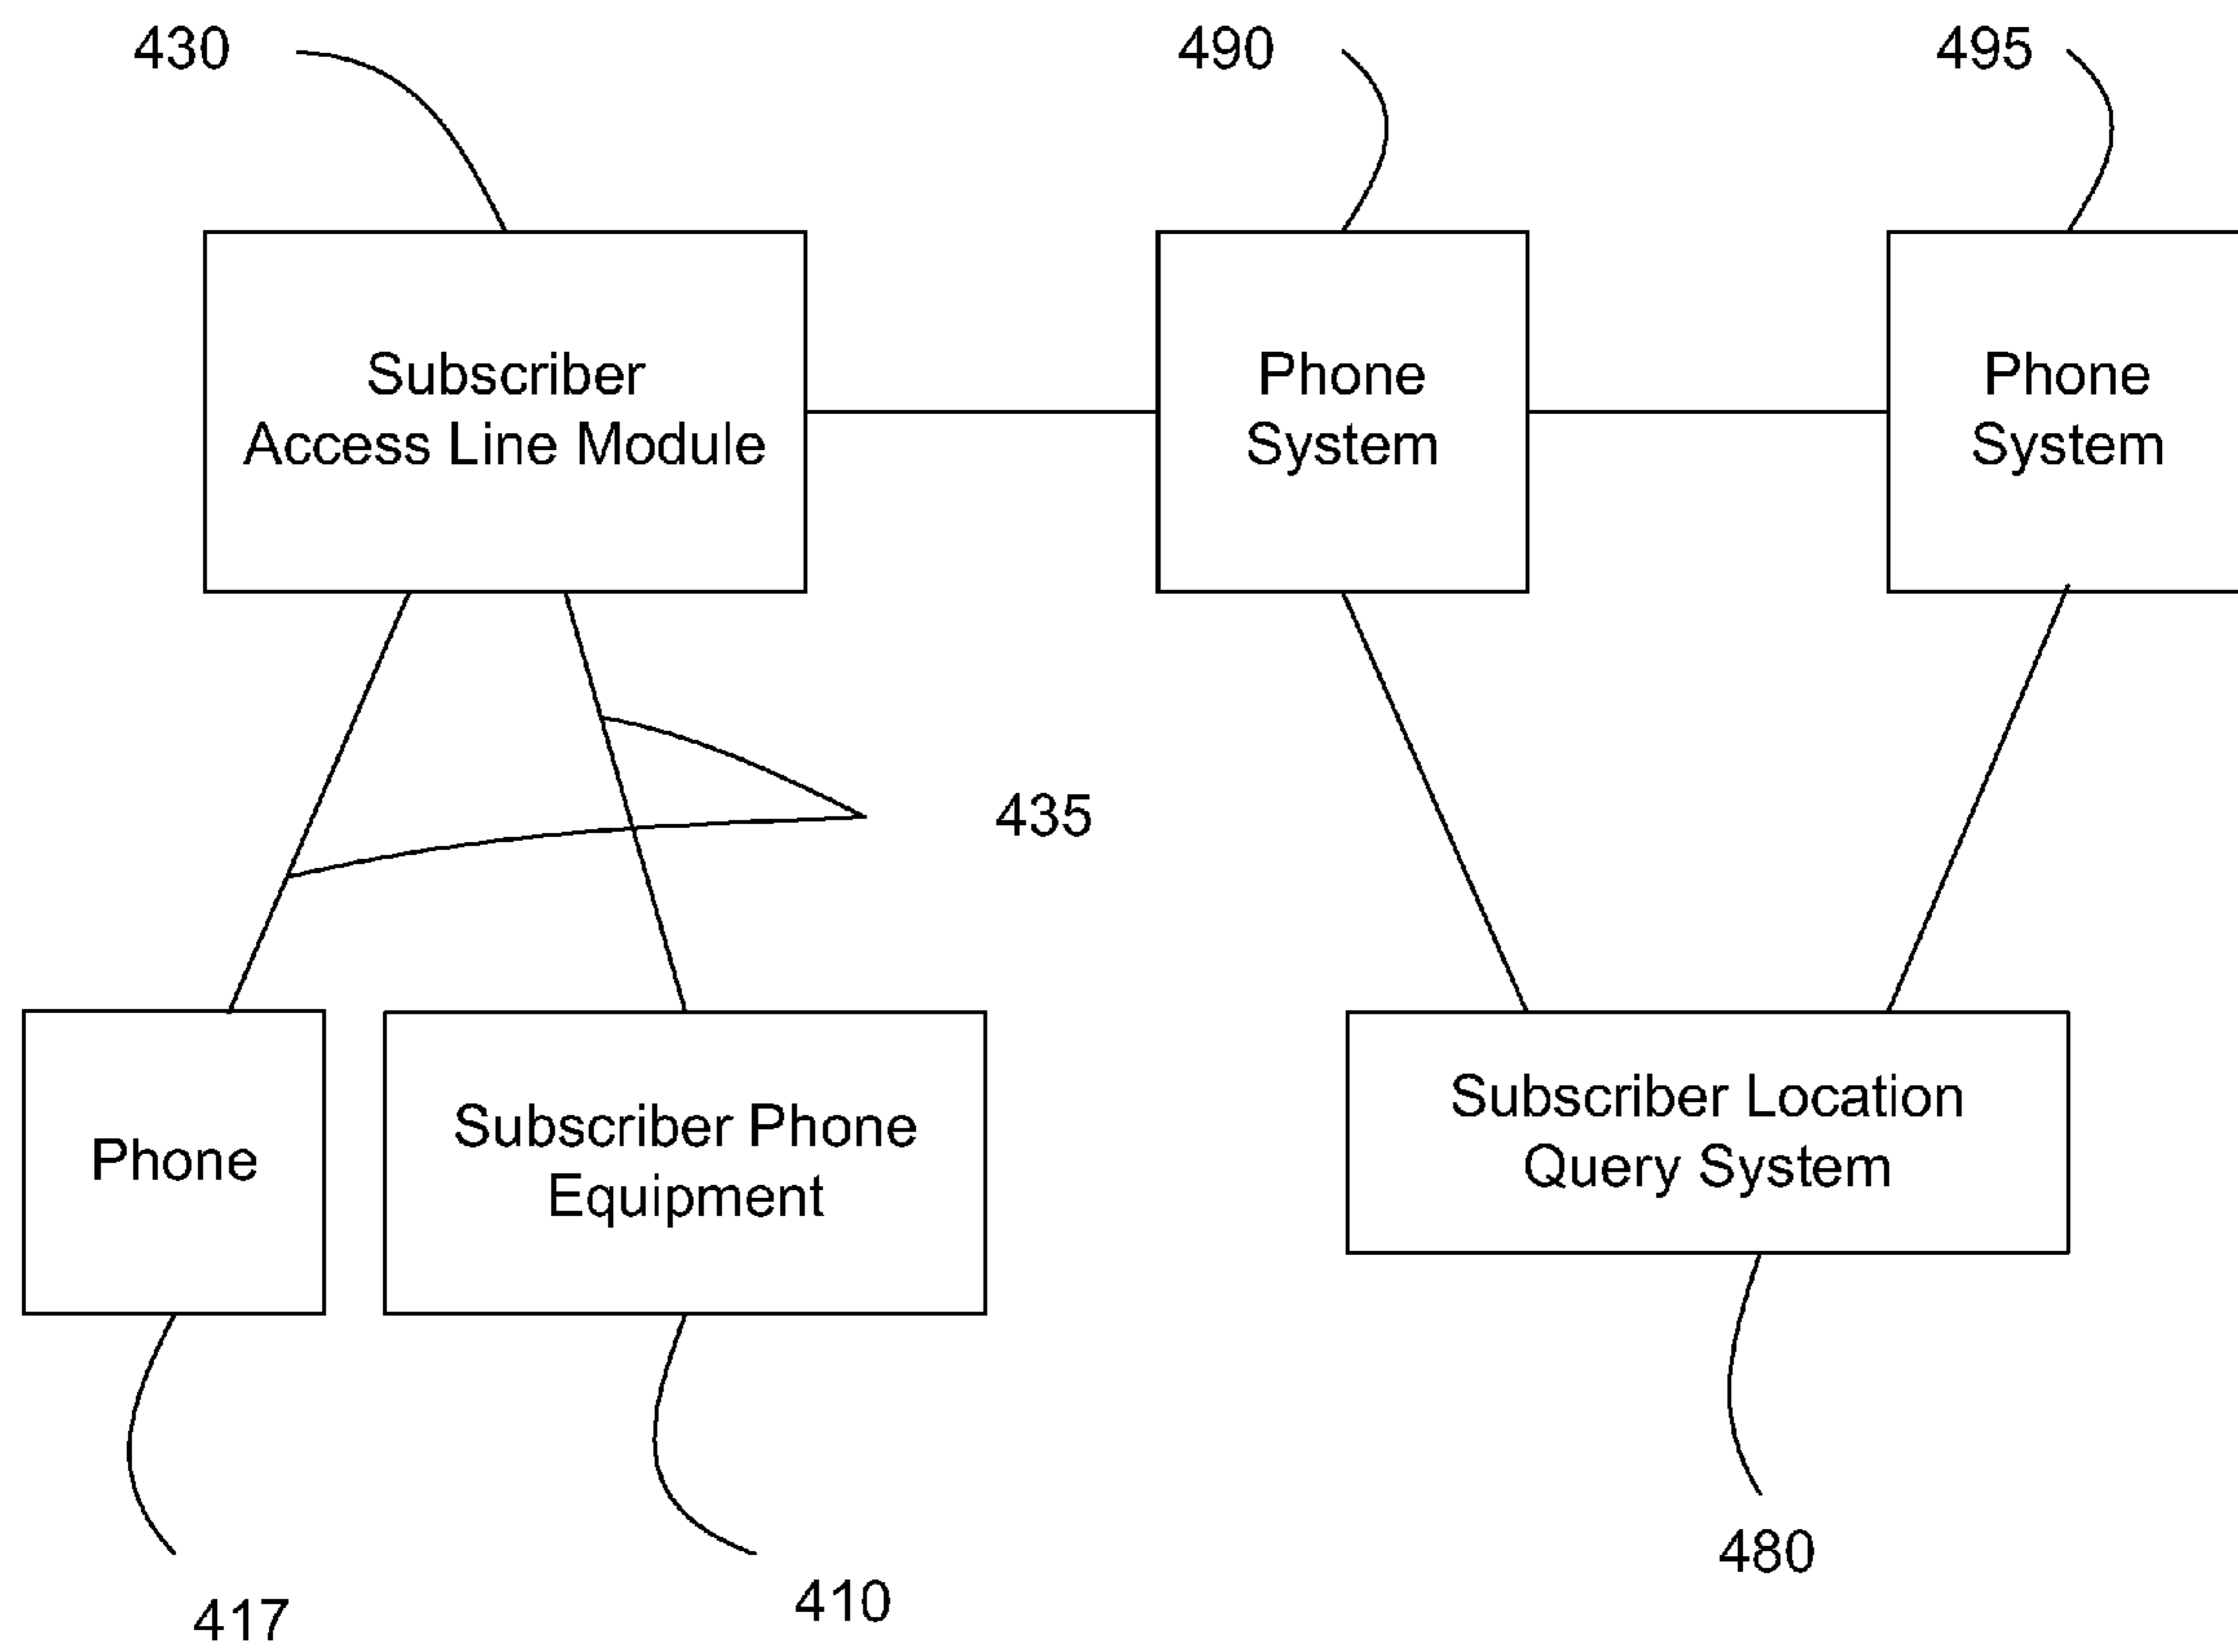 430
490
495
Subscriber
Access Line Module
Phone
System
Phone
System
435
Phone
Subscriber Phone
Equipment
Subscriber Location
Query System
480
410
417